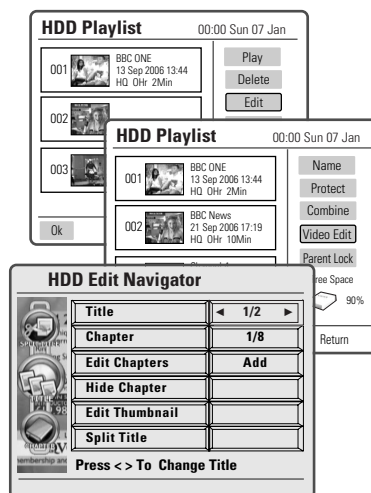 HDD Playlist 00:00 Sun 07 Jan
001 BBC ONE
13 Sep 2006 13:44
HQ 0Hr 2Min
Play
Delete
Edit
002
003
Ok
HDD Playlist 00:00 Sun 07 Jan
001 BBC ONE
13 Sep 2006 13:44
HQ 0Hr 2Min
002 BBC News
21 Sep 2006 17:19
HQ 0Hr 10Min
Name
Protect
Combine
Video Edit
Parent Lock
ree Space
90%
Return
HDD Edit Navigator
Title ◄ 1/2 ►
Chapter 1/8
Edit Chapters Add
Hide Chapter
Edit Thumbnail
Split Title
Press < > To Change Title